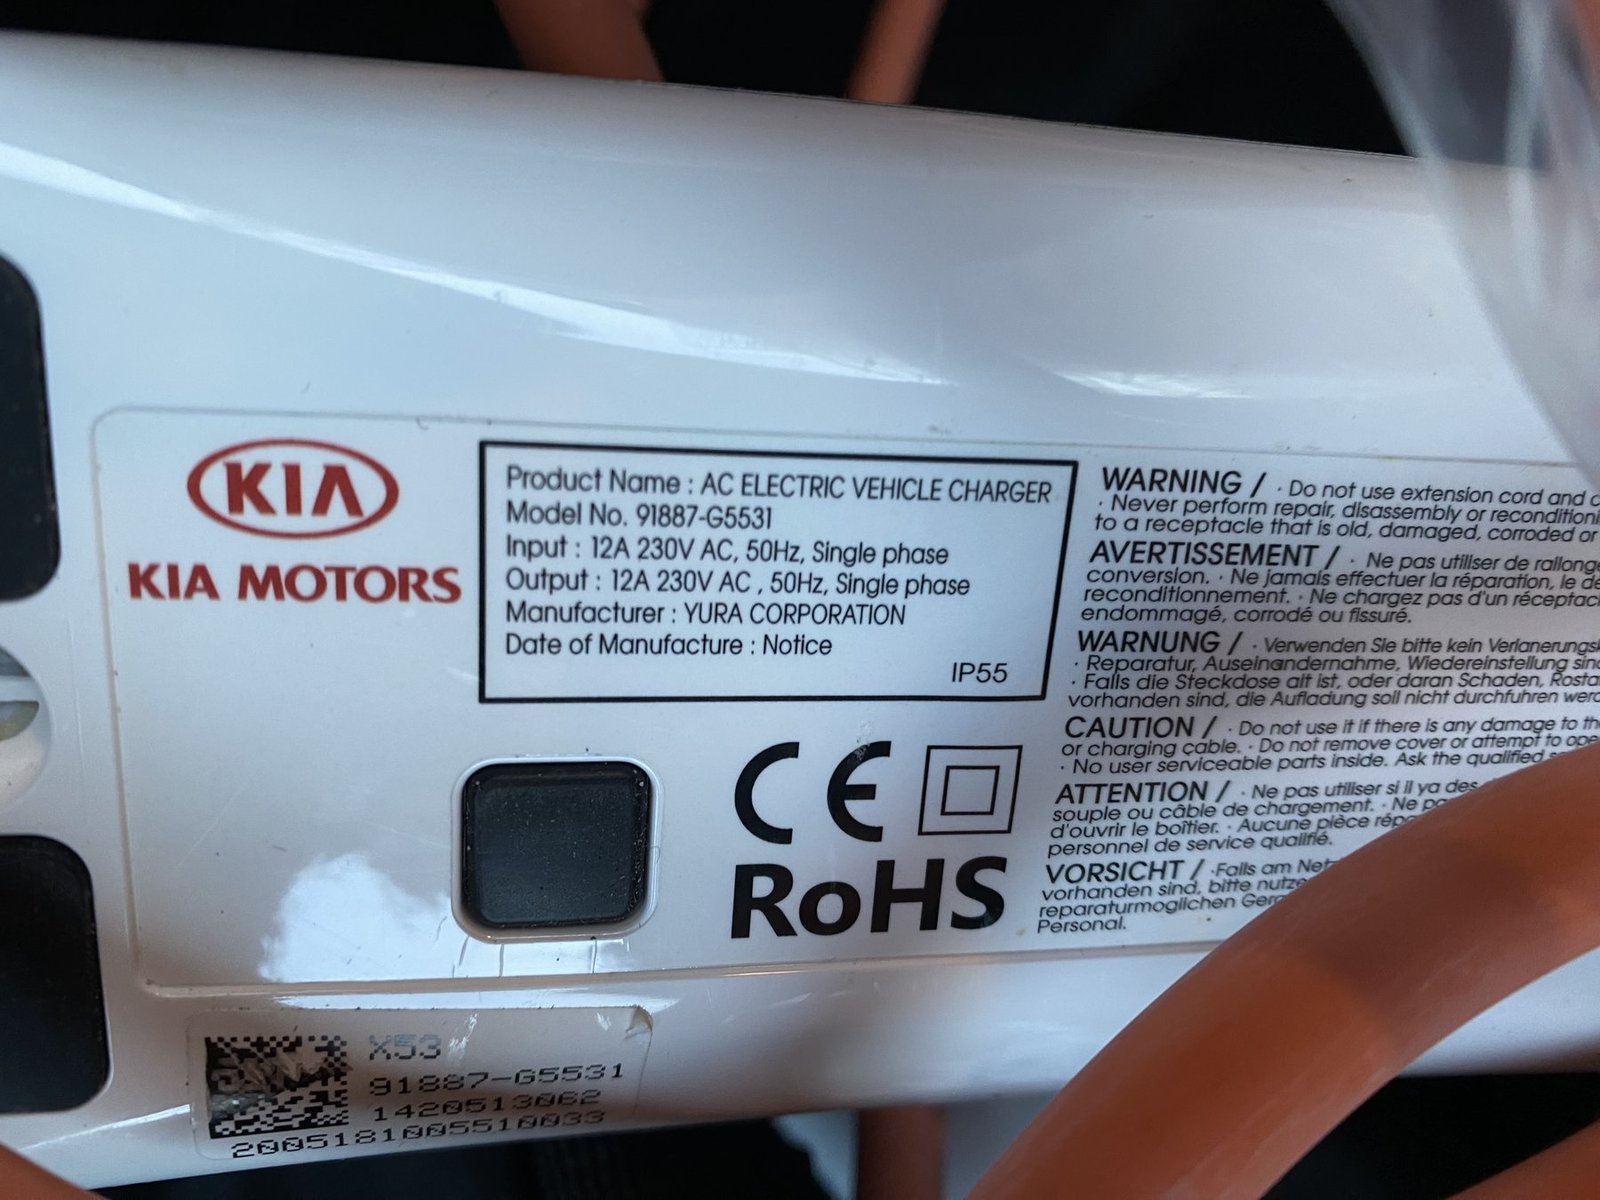 KIA
KIA MOTORS
Product Name : AC ELECTRIC VEHICLE CHARGER
Model No. 91887-G5531
Input : 12A 230V AC, 50Hz, Single phase
Output : 12A 230V AC , 50Hz, Single phase
Manufacturer : YURA CORPORATION
Date of Manufacture : Notice
IP55
CE
RoHS
WARNING / · Do not use extension cord and
· Never perform repair, disassembly or
to a receptacle that is old, damaged, corroded or
AVERTISSEMENT / · Ne pas utiliser de
conversion. · Ne jamais effectuer la réparation, le
reconditionnement. · Ne chargez pas d'un
endommagé, corrodé ou fissuré.
WARNUNG / · Verwenden Sie bitte kein
· Reparatur, Auseinandernahme, Wiedereinstellung
· Falls die Steckdose alt ist, oder daran Schaden,
vorhanden sind, die Aufladung soll nicht durchfuhren
CAUTION / · Do not use it if there is any damage to
or charging cable. · Do not remove cover or attempt to
· No user serviceable parts inside. Ask the qualified
ATTENTION / · Ne pas utiliser si il ya des
souple ou câble de chargement. · Ne
d'ouvrir le boîtier. · Aucune pièce
personnel de service qualifié.
VORSICHT / · Falls am
vorhanden sind, bitte
reparaturmoglichen
Personal.
X53
91887-G5531
1420513062
2005181005510033